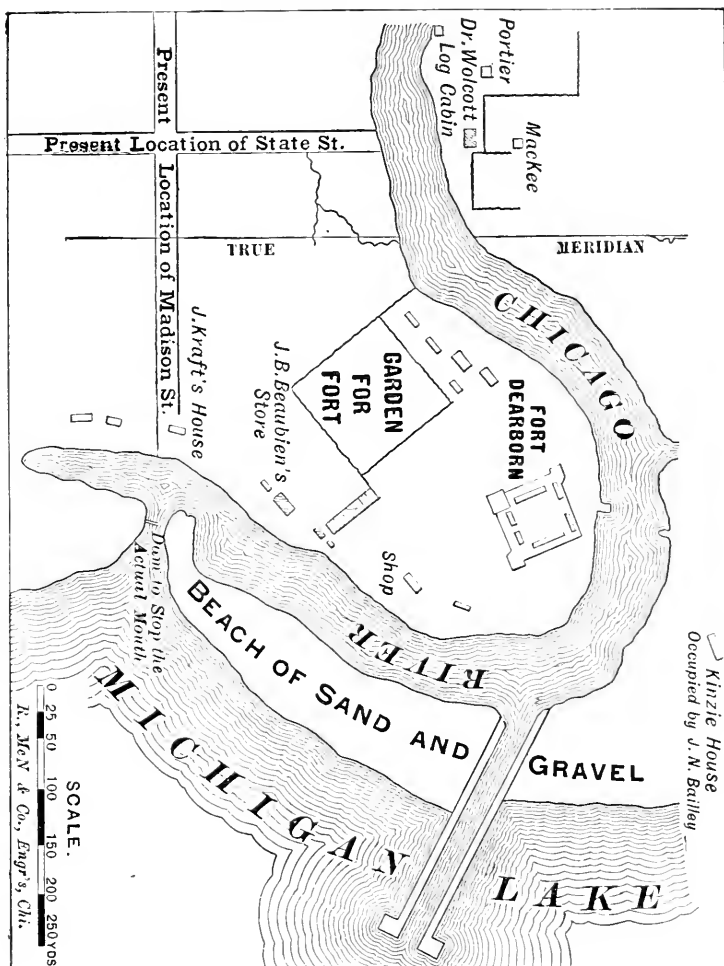 Portier
Dr. Wolcott
Log Cabin
MacKee
Present Location of State St.
Present Location of Madison St.
TRUE MERIDIAN
CHICAGO RIVER
FORT
DEARBORN
GARDEN
FOR
FORT
J.B. Beaubien's
Store
J. Kraft's House
Shop
Kinzie House
Occupied by J. N. Bailley
BEACH OF SAND AND GRAVEL
Dam to Stop the
Actual Mouth
LAKE MICHIGAN
SCALE.
0 25 50 100 150 200 250 YDS
R., McN & Co., Engr's, Chi.